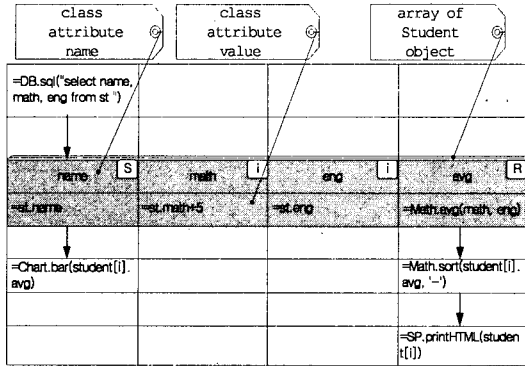 class attribute name
class attribute value
array of Student object
=DB.sql("select name,
math, eng from st ")
name S math i eng i avg R
=st.name =st.math+5 =st.eng =Math.avg(math, eng)
=Chart.bar(student[i].
avg)
=Math.sort(student[i].
avg, '-')
=SP.printHTML(studen
t[i])